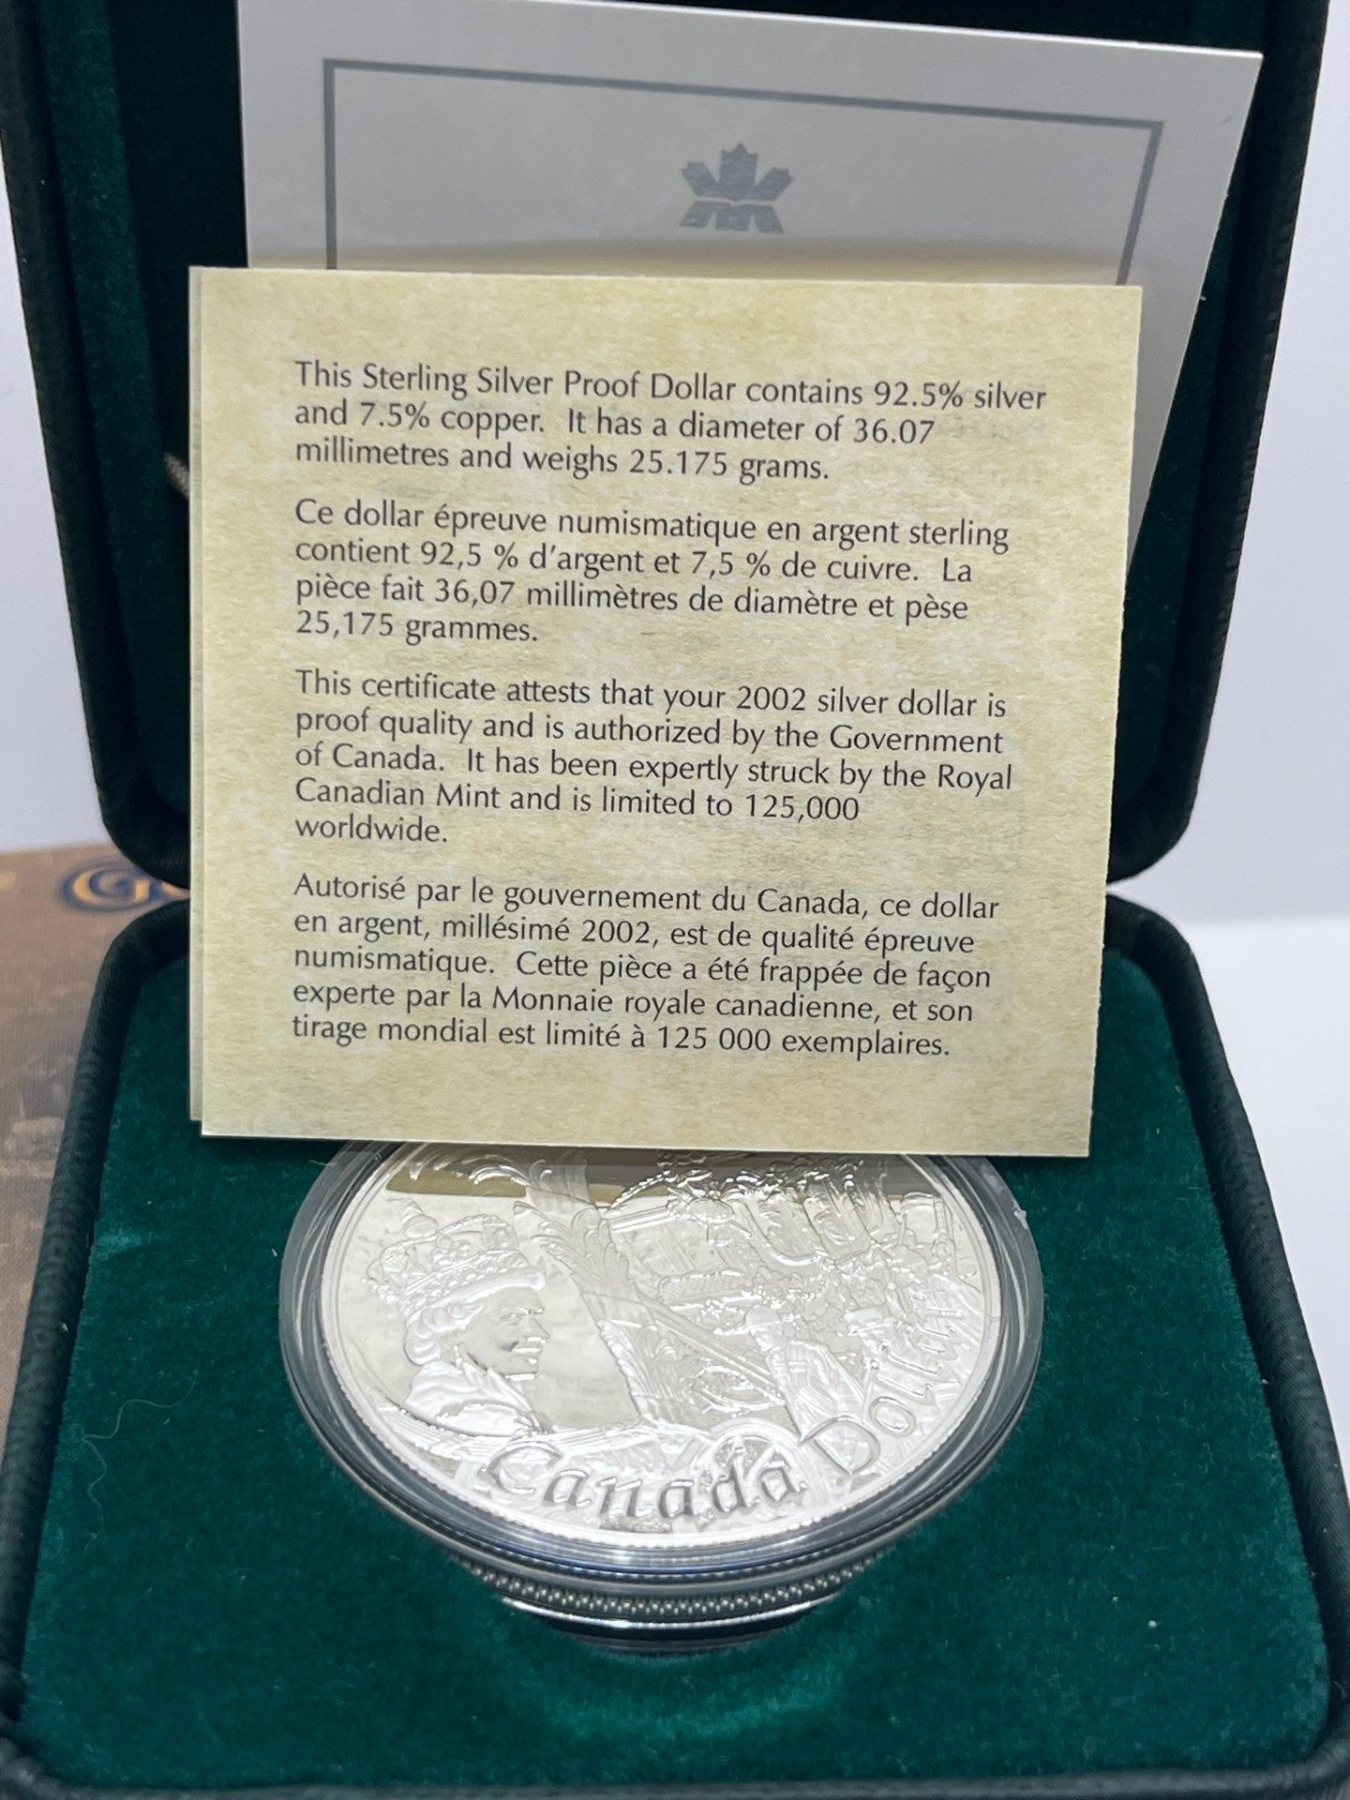 This Sterling Silver Proof Dollar contains 92.5% silver
and 7.5% copper. It has a diameter of 36.07
millimetres and weighs 25.175 grams.
Ce dollar épreuve numismatique en argent sterling
contient 92,5 % d'argent et 7,5 % de cuivre. La
pièce fait 36,07 millimètres de diamètre et pèse
25,175 grammes.
This certificate attests that your 2002 silver dollar is
proof quality and is authorized by the Government
of Canada. It has been expertly struck by the Royal
Canadian Mint and is limited to 125,000
worldwide.
Autorisé par le gouvernement du Canada, ce dollar
en argent, millésimé 2002, est de qualité épreuve
numismatique. Cette pièce a été frappée de façon
experte par la Monnaie royale canadienne, et son
tirage mondial est limité à 125 000 exemplaires.
Canada Dollar